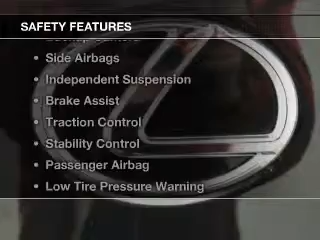 SAFETY FEATURES
• Side Airbags
• Independent Suspension
• Brake Assist
• Traction Control
• Stability Control
• Passenger Airbag
• Low Tire Pressure Warning